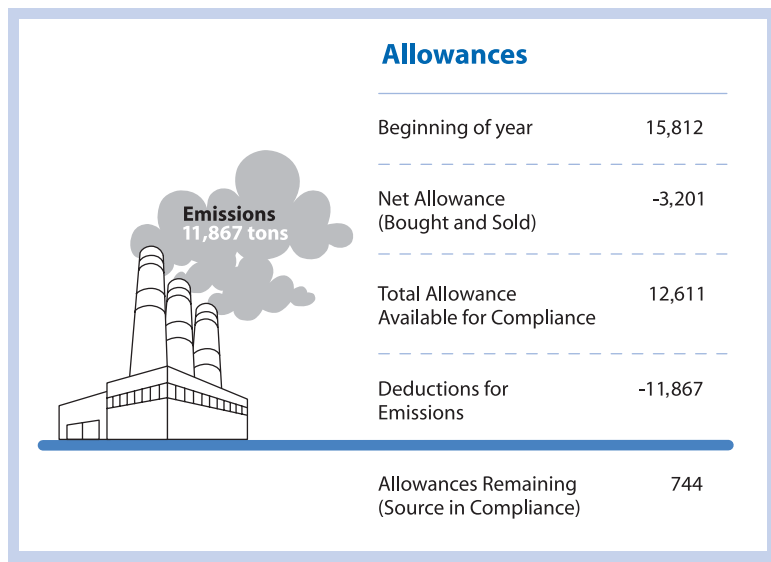 Allowances
Beginning of year 15,812
Emissions
11,867 tons
Net Allowance -3,201
(Bought and Sold)
Total Allowance 12,611
Available for Compliance
Deductions for -11,867
Emissions
Allowances Remaining 744
(Source in Compliance)